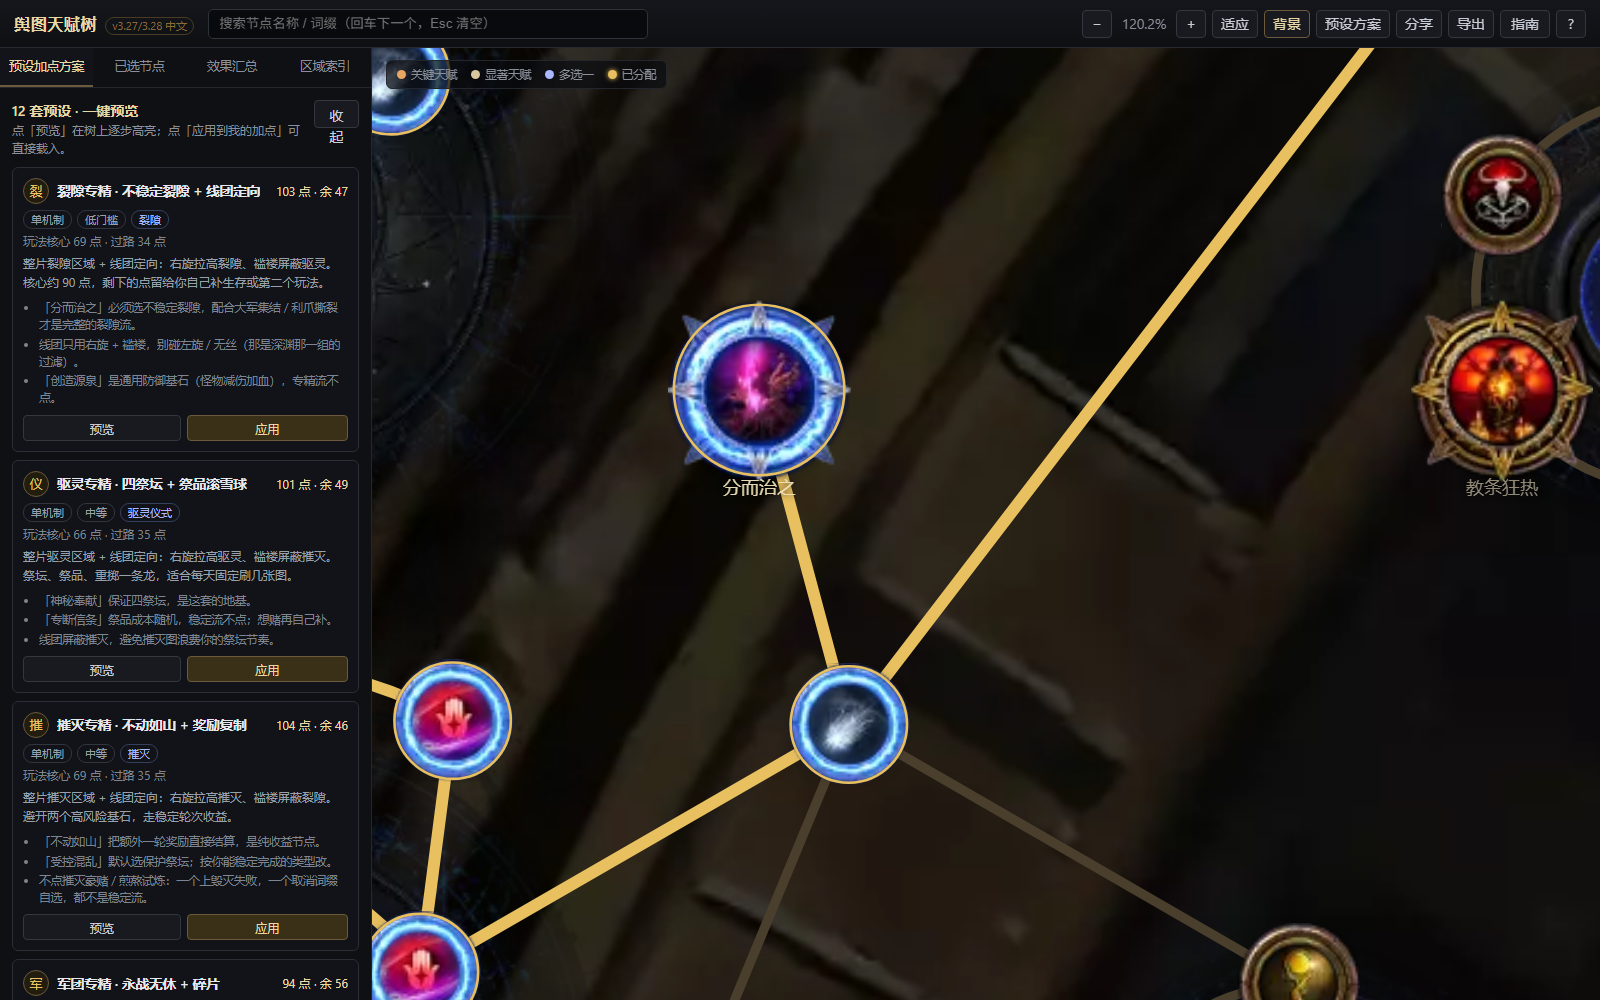 舆图天赋树 v3.27/3.28 中文 搜索节点名称 / 词缀（回车下一个，Esc 清空） − 120.2% + 适应 背景 预设方案 分享 导出 指南 ?
预设加点方案 已选节点 效果汇总 区域索引
关键天赋 显著天赋 多选一 已分配
12 套预设 · 一键预览
点「预览」在树上逐步高亮；点「应用到我的加点」可
直接载入。
收
起
裂 裂隙专精 · 不稳定裂隙 + 线团定向 103 点 · 余 47
单机制 低门槛 裂隙
玩法核心 69 点 · 过路 34 点
整片裂隙区域 + 线团定向：右旋拉高裂隙、褴褛屏蔽驱灵。
核心约 90 点，剩下的点留给你自己补生存或第二个玩法。
• 「分而治之」必须选不稳定裂隙，配合大军集结 / 利爪撕裂
才是完整的裂隙流。
• 线团只用右旋 + 褴褛，别碰左旋 / 无丝（那是深渊那一组的
过滤）。
• 「创造源泉」是通用防御基石（怪物减伤加血），专精流不
点。
预览 应用
仪 驱灵专精 · 四祭坛 + 祭品滚雪球 101 点 · 余 49
单机制 中等 驱灵仪式
玩法核心 66 点 · 过路 35 点
整片驱灵区域 + 线团定向：右旋拉高驱灵、褴褛屏蔽摧灭。
祭坛、祭品、重掷一条龙，适合每天固定刷几张图。
• 「神秘奉献」保证四祭坛，是这套的地基。
• 「专断信条」祭品成本随机，稳定流不点；想赌再自己补。
• 线团屏蔽摧灭，避免摧灭图浪费你的祭坛节奏。
预览 应用
摧 摧灭专精 · 不动如山 + 奖励复制 104 点 · 余 46
单机制 中等 摧灭
玩法核心 69 点 · 过路 35 点
整片摧灭区域 + 线团定向：右旋拉高摧灭、褴褛屏蔽裂隙。
避开两个高风险基石，走稳定轮次收益。
• 「不动如山」把额外一轮奖励直接结算，是纯收益节点。
• 「受控混乱」默认选保护祭坛；按你能稳定完成的类型改。
• 不点摧灭豪赌 / 煎熬试炼：一个上毁灭失败，一个取消词缀
自选，都不是稳定流。
预览 应用
军 军团专精 · 永战无休 + 碎片 94 点 · 余 56
分而治之
教条狂热